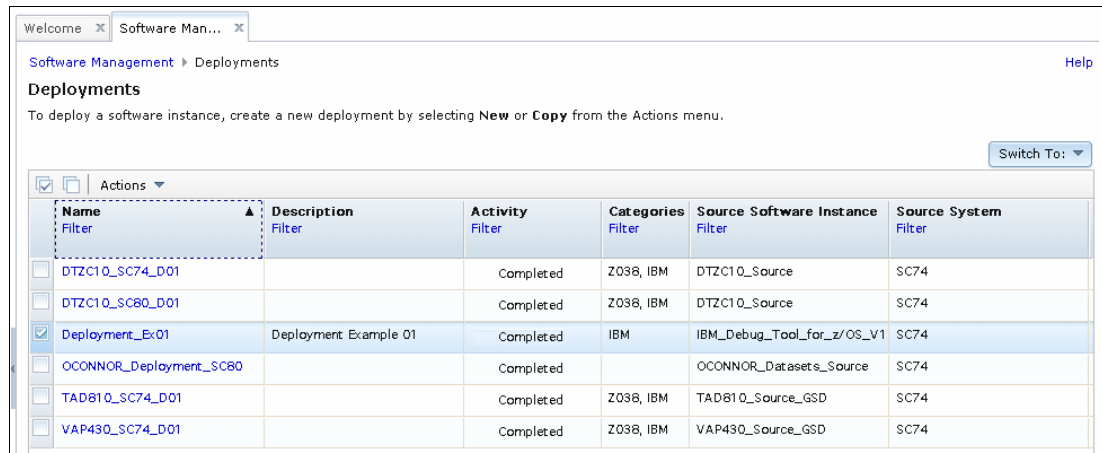 Welcome Software Man...
Software Management Deployments Help
Deployments
To deploy a software instance, create a new deployment by selecting New or Copy from the Actions menu.
Switch To:
Actions
Name Description Activity Categories Source Software Instance Source System
Filter Filter Filter Filter Filter Filter
DTZC10_SC74_D01 Completed Z038, IBM DTZC10_Source SC74
DTZC10_SC80_D01 Completed Z038, IBM DTZC10_Source SC74
Deployment_Ex01 Deployment Example 01 Completed IBM IBM_Debug_Tool_for_z/OS_V1 SC74
OCONNOR_Deployment_SC80 Completed OCONNOR_Datasets_Source SC74
TAD810_SC74_D01 Completed Z038, IBM TAD810_Source_GSD SC74
VAP430_SC74_D01 Completed Z038, IBM VAP430_Source_GSD SC74